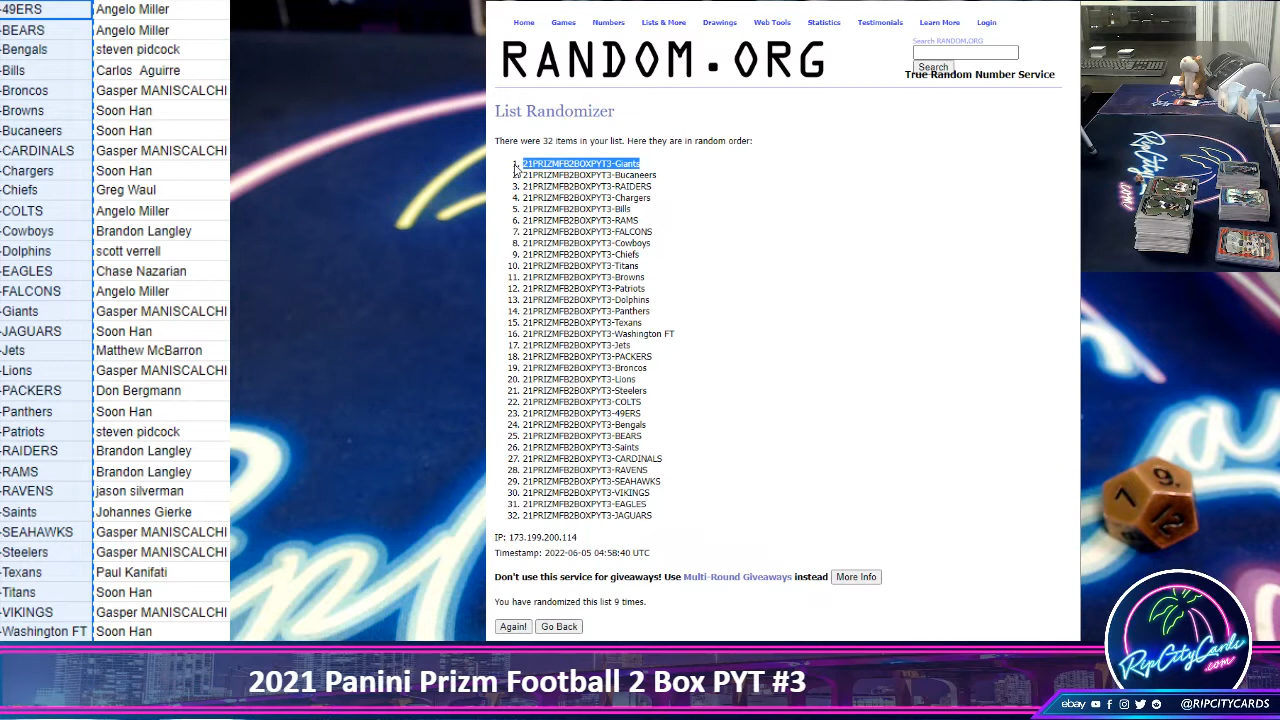 -49ERS Angelo Miller
-BEARS Angelo Miller
-Bengals steven pidcock
-Bills Carlos Aguirre
-Broncos Gasper MANISCALCHI
-Browns Soon Han
-Bucaneers Soon Han
-CARDINALS Gasper MANISCALCHI
-Chargers Soon Han
-Chiefs Greg Waul
-COLTS Angelo Miller
-Cowboys Brandon Langley
-Dolphins scott verrell
-EAGLES Chase Nazarian
-FALCONS Angelo Miller
-Giants Gasper MANISCALCHI
-JAGUARS Soon Han
-Jets Matthew McBarron
-Lions Gasper MANISCALCHI
-PACKERS Don Bergmann
-Panthers Soon Han
-Patriots steven pidcock
-RAIDERS Brandon Langley
-RAMS Brandon Langley
-RAVENS jason silverman
-Saints Johannes Gierke
-SEAHAWKS Gasper MANISCALCHI
-Steelers Gasper MANISCALCHI
-Texans Paul Kanifati
-Titans Soon Han
-VIKINGS Gasper MANISCALCHI
-Washington FT Soon Han
Home Games Numbers Lists & More Drawings Web Tools Statistics Testimonials Learn More Login
RANDOM.ORG
Search RANDOM.ORG
Search
True Random Number Service
List Randomizer
There were 32 items in your list. Here they are in random order:
1. 21PRIZMFB2BOXPYT3-Giants
2. 21PRIZMFB2BOXPYT3-Bucaneers
3. 21PRIZMFB2BOXPYT3-RAIDERS
4. 21PRIZMFB2BOXPYT3-Chargers
5. 21PRIZMFB2BOXPYT3-Bills
6. 21PRIZMFB2BOXPYT3-RAMS
7. 21PRIZMFB2BOXPYT3-FALCONS
8. 21PRIZMFB2BOXPYT3-Cowboys
9. 21PRIZMFB2BOXPYT3-Chiefs
10. 21PRIZMFB2BOXPYT3-Titans
11. 21PRIZMFB2BOXPYT3-Browns
12. 21PRIZMFB2BOXPYT3-Patriots
13. 21PRIZMFB2BOXPYT3-Dolphins
14. 21PRIZMFB2BOXPYT3-Panthers
15. 21PRIZMFB2BOXPYT3-Texans
16. 21PRIZMFB2BOXPYT3-Washington FT
17. 21PRIZMFB2BOXPYT3-Jets
18. 21PRIZMFB2BOXPYT3-PACKERS
19. 21PRIZMFB2BOXPYT3-Broncos
20. 21PRIZMFB2BOXPYT3-Lions
21. 21PRIZMFB2BOXPYT3-Steelers
22. 21PRIZMFB2BOXPYT3-COLTS
23. 21PRIZMFB2BOXPYT3-49ERS
24. 21PRIZMFB2BOXPYT3-Bengals
25. 21PRIZMFB2BOXPYT3-BEARS
26. 21PRIZMFB2BOXPYT3-Saints
27. 21PRIZMFB2BOXPYT3-CARDINALS
28. 21PRIZMFB2BOXPYT3-RAVENS
29. 21PRIZMFB2BOXPYT3-SEAHAWKS
30. 21PRIZMFB2BOXPYT3-VIKINGS
31. 21PRIZMFB2BOXPYT3-EAGLES
32. 21PRIZMFB2BOXPYT3-JAGUARS
IP: 173.199.200.114
Timestamp: 2022-06-05 04:58:40 UTC
Don't use this service for giveaways! Use Multi-Round Giveaways instead More Info
You have randomized this list 9 times.
Again! Go Back
7 9. 12
RipCityCards
.com
2021 Panini Prizm Football 2 Box PYT #3
ebay @RIPCITYCARDS